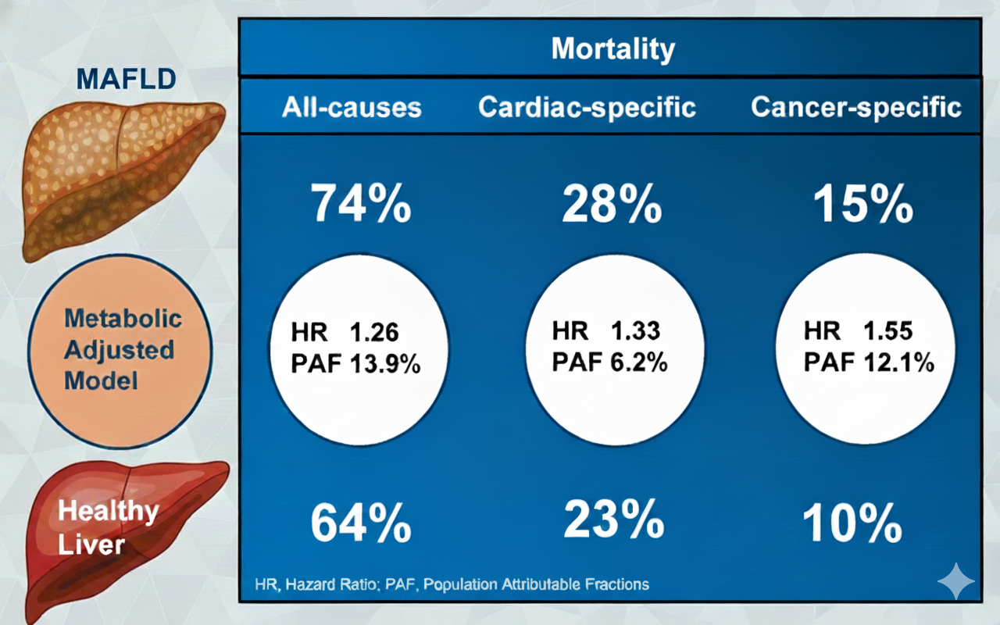 Mortality
MAFLD
All-causes Cardiac-specific Cancer-specific
74% 28% 15%
Metabolic
Adjusted
Model
HR 1.26
PAF 13.9%
HR 1.33
PAF 6.2%
HR 1.55
PAF 12.1%
Healthy
Liver
64% 23% 10%
HR, Hazard Ratio; PAF, Population Attributable Fractions